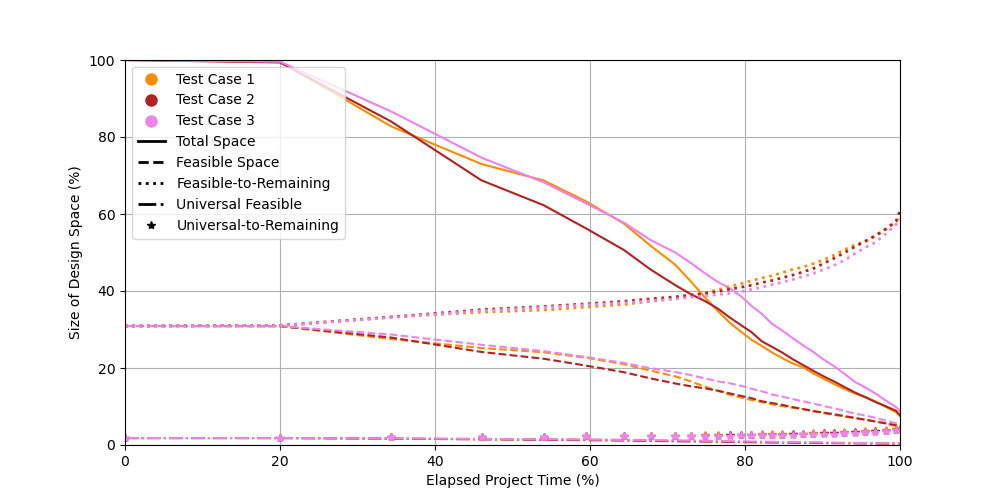 100
80
60
40
20
0
Size of Design Space (%)
Test Case 1
Test Case 2
Test Case 3
Total Space
Feasible Space
Feasible-to-Remaining
Universal Feasible
Universal-to-Remaining
0 20 40 60 80 100
Elapsed Project Time (%)